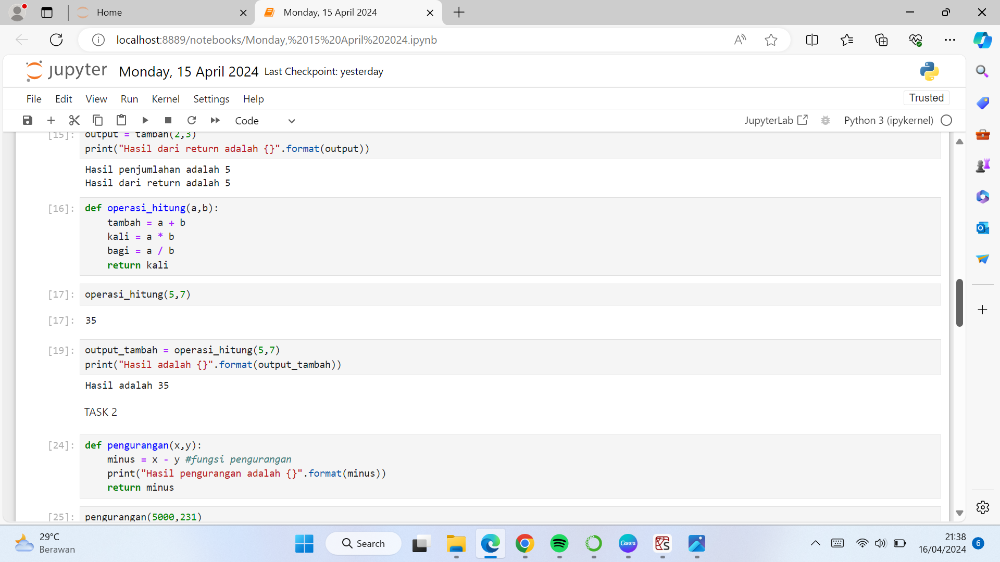 Home
Monday, 15 April 2024
localhost:8889/notebooks/Monday,%2015%20April%202024.ipynb
jupyter Monday, 15 April 2024 Last Checkpoint: yesterday
File Edit View Run Kernel Settings Help
Trusted
Code
JupyterLab
Python 3 (ipykernel)
[15]: output = tambah(2,3)
print("Hasil dari return adalah {}".format(output))
Hasil penjumlahan adalah 5
Hasil dari return adalah 5
[16]: def operasi_hitung(a,b):
tambah = a + b
kali = a * b
bagi = a / b
return kali
[17]: operasi_hitung(5,7)
[17]: 35
[19]: output_tambah = operasi_hitung(5,7)
print("Hasil adalah {}".format(output_tambah))
Hasil adalah 35
TASK 2
[24]: def pengurangan(x,y):
minus = x - y #fungsi pengurangan
print("Hasil pengurangan adalah {}".format(minus))
return minus
[25]: pengurangan(5000,231)
29°C
Berawan
Search
Canva
21:38
16/04/2024
6